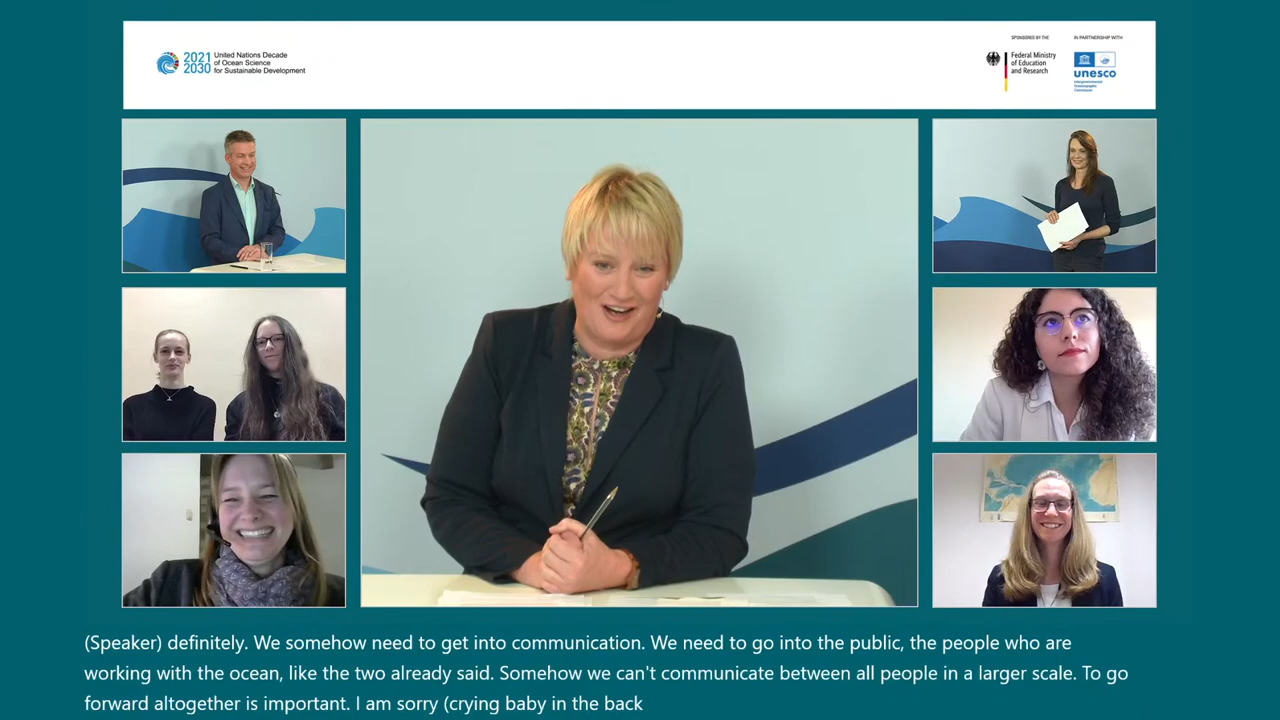 SPONSORED BY THE
IN PARTNERSHIP WITH
2021
2030
United Nations Decade
of Ocean Science
for Sustainable Development
Federal Ministry
of Education
and Research
unesco
Intergovernmental
Oceanographic
Commission
(Speaker) definitely. We somehow need to get into communication. We need to go into the public, the people who are
working with the ocean, like the two already said. Somehow we can't communicate between all people in a larger scale. To go
forward altogether is important. I am sorry (crying baby in the back